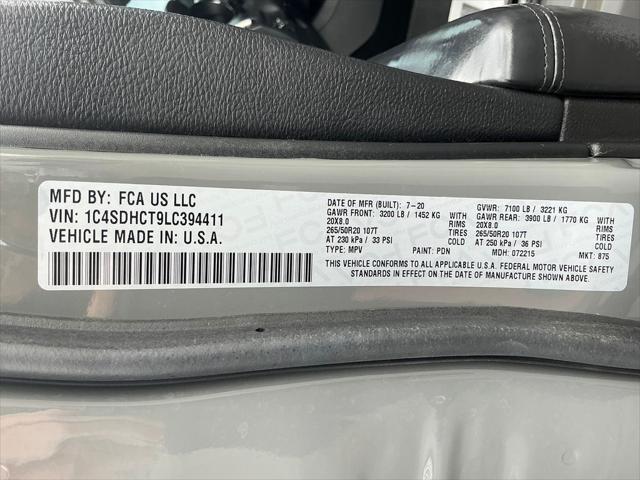 MFD BY: FCA US LLC
VIN: 1C4SDHCT9LC394411
VEHICLE MADE IN: U.S.A.
DATE OF MFR (BUILT): 7-20 GVWR: 7100 LB / 3221 KG
GAWR FRONT: 3200 LB / 1452 KG GAWR REAR: 3900 LB / 1770 KG
20X8.0 RIMS 20X8.0 RIMS
265/50R20 107T TIRES 265/50R20 107T TIRES
AT 230 kPa / 33 PSI COLD AT 250 kPa / 36 PSI COLD
TYPE: MPV PAINT: PDN MDH: 072215 MKT: 875
THIS VEHICLE CONFORMS TO ALL APPLICABLE U.S.A. FEDERAL MOTOR VEHICLE SAFETY
STANDARDS IN EFFECT ON THE DATE OF MANUFACTURE SHOWN ABOVE.